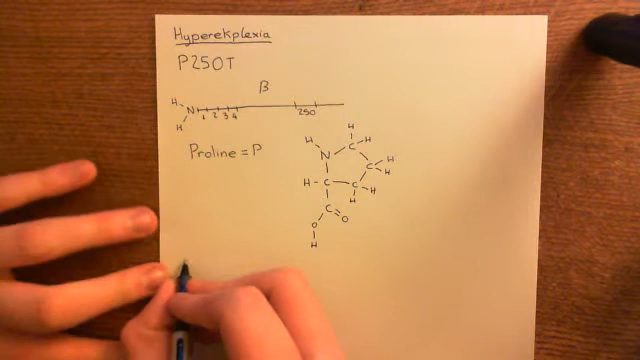 Hyperekplexia
P250T
β
H
N 1 2 3 4 250
H
Proline = P
H
H C H
N
C H
H
H - C - C H
H
C
O O
H